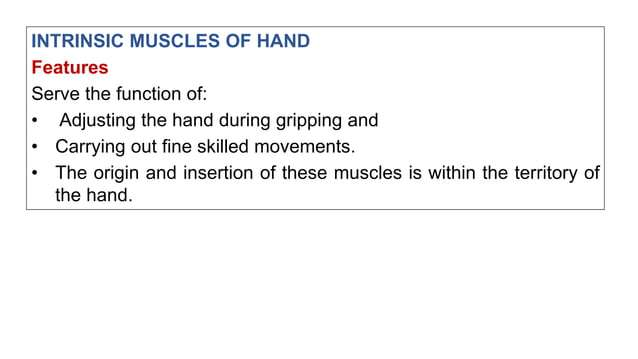 INTRINSIC MUSCLES OF HAND
Features
Serve the function of:
• Adjusting the hand during gripping and
• Carrying out fine skilled movements.
• The origin and insertion of these muscles is within the territory of
the hand.